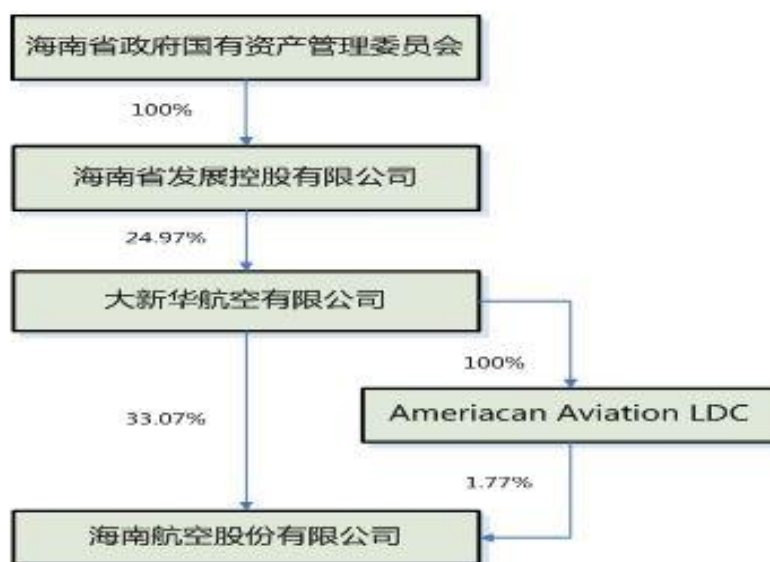 海南省政府国有资产管理委员会
100%
海南省发展控股有限公司
24.97%
大新华航空有限公司
100%
Ameriacan Aviation LDC
33.07%
1.77%
海南航空股份有限公司